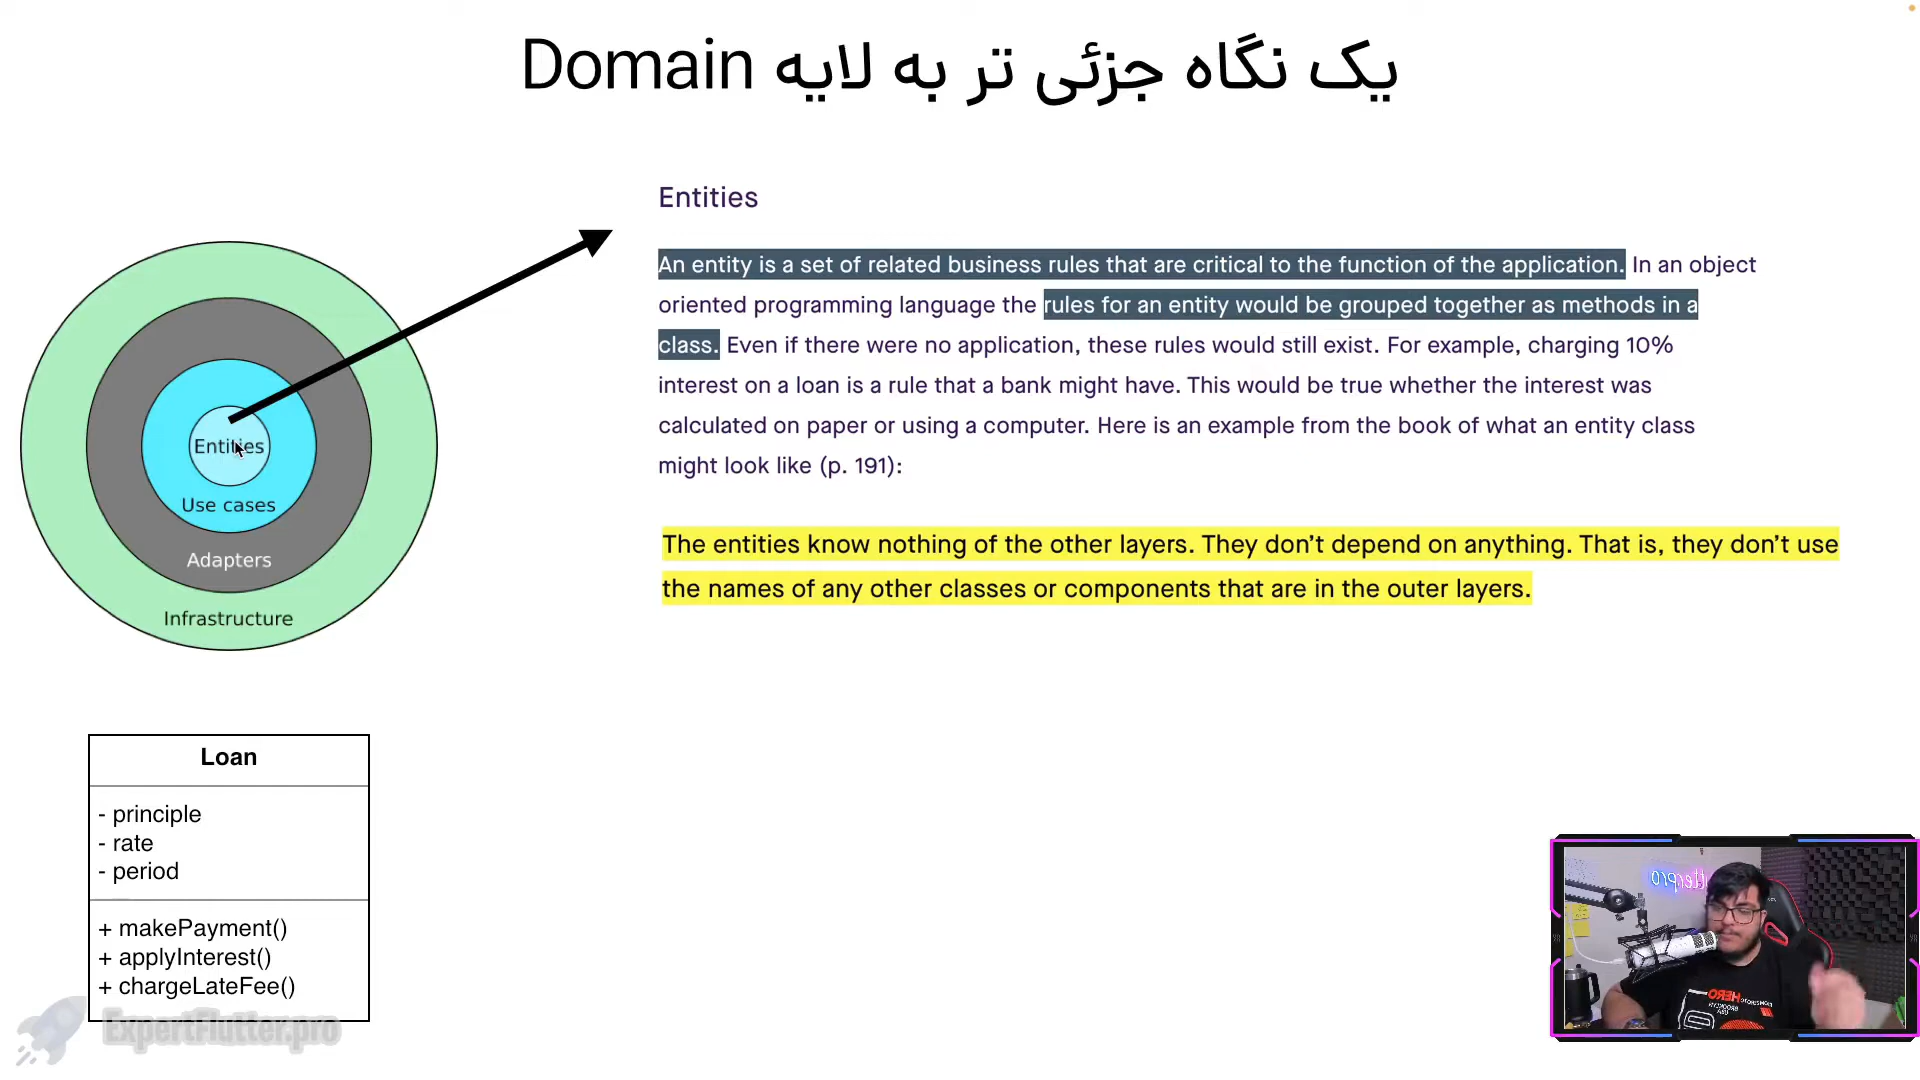 یک نگاه جزئی تر به لایه Domain
Entities
An entity is a set of related business rules that are critical to the function of the application. In an object
oriented programming language the rules for an entity would be grouped together as methods in a
class. Even if there were no application, these rules would still exist. For example, charging 10%
interest on a loan is a rule that a bank might have. This would be true whether the interest was
calculated on paper or using a computer. Here is an example from the book of what an entity class
might look like (p. 191):
The entities know nothing of the other layers. They don’t depend on anything. That is, they don’t use
the names of any other classes or components that are in the outer layers.
Entities
Use cases
Adapters
Infrastructure
Loan
- principle
- rate
- period
+ makePayment()
+ applyInterest()
+ chargeLateFee()
ExpertFlutter.pro
HERO
BROOKLYN